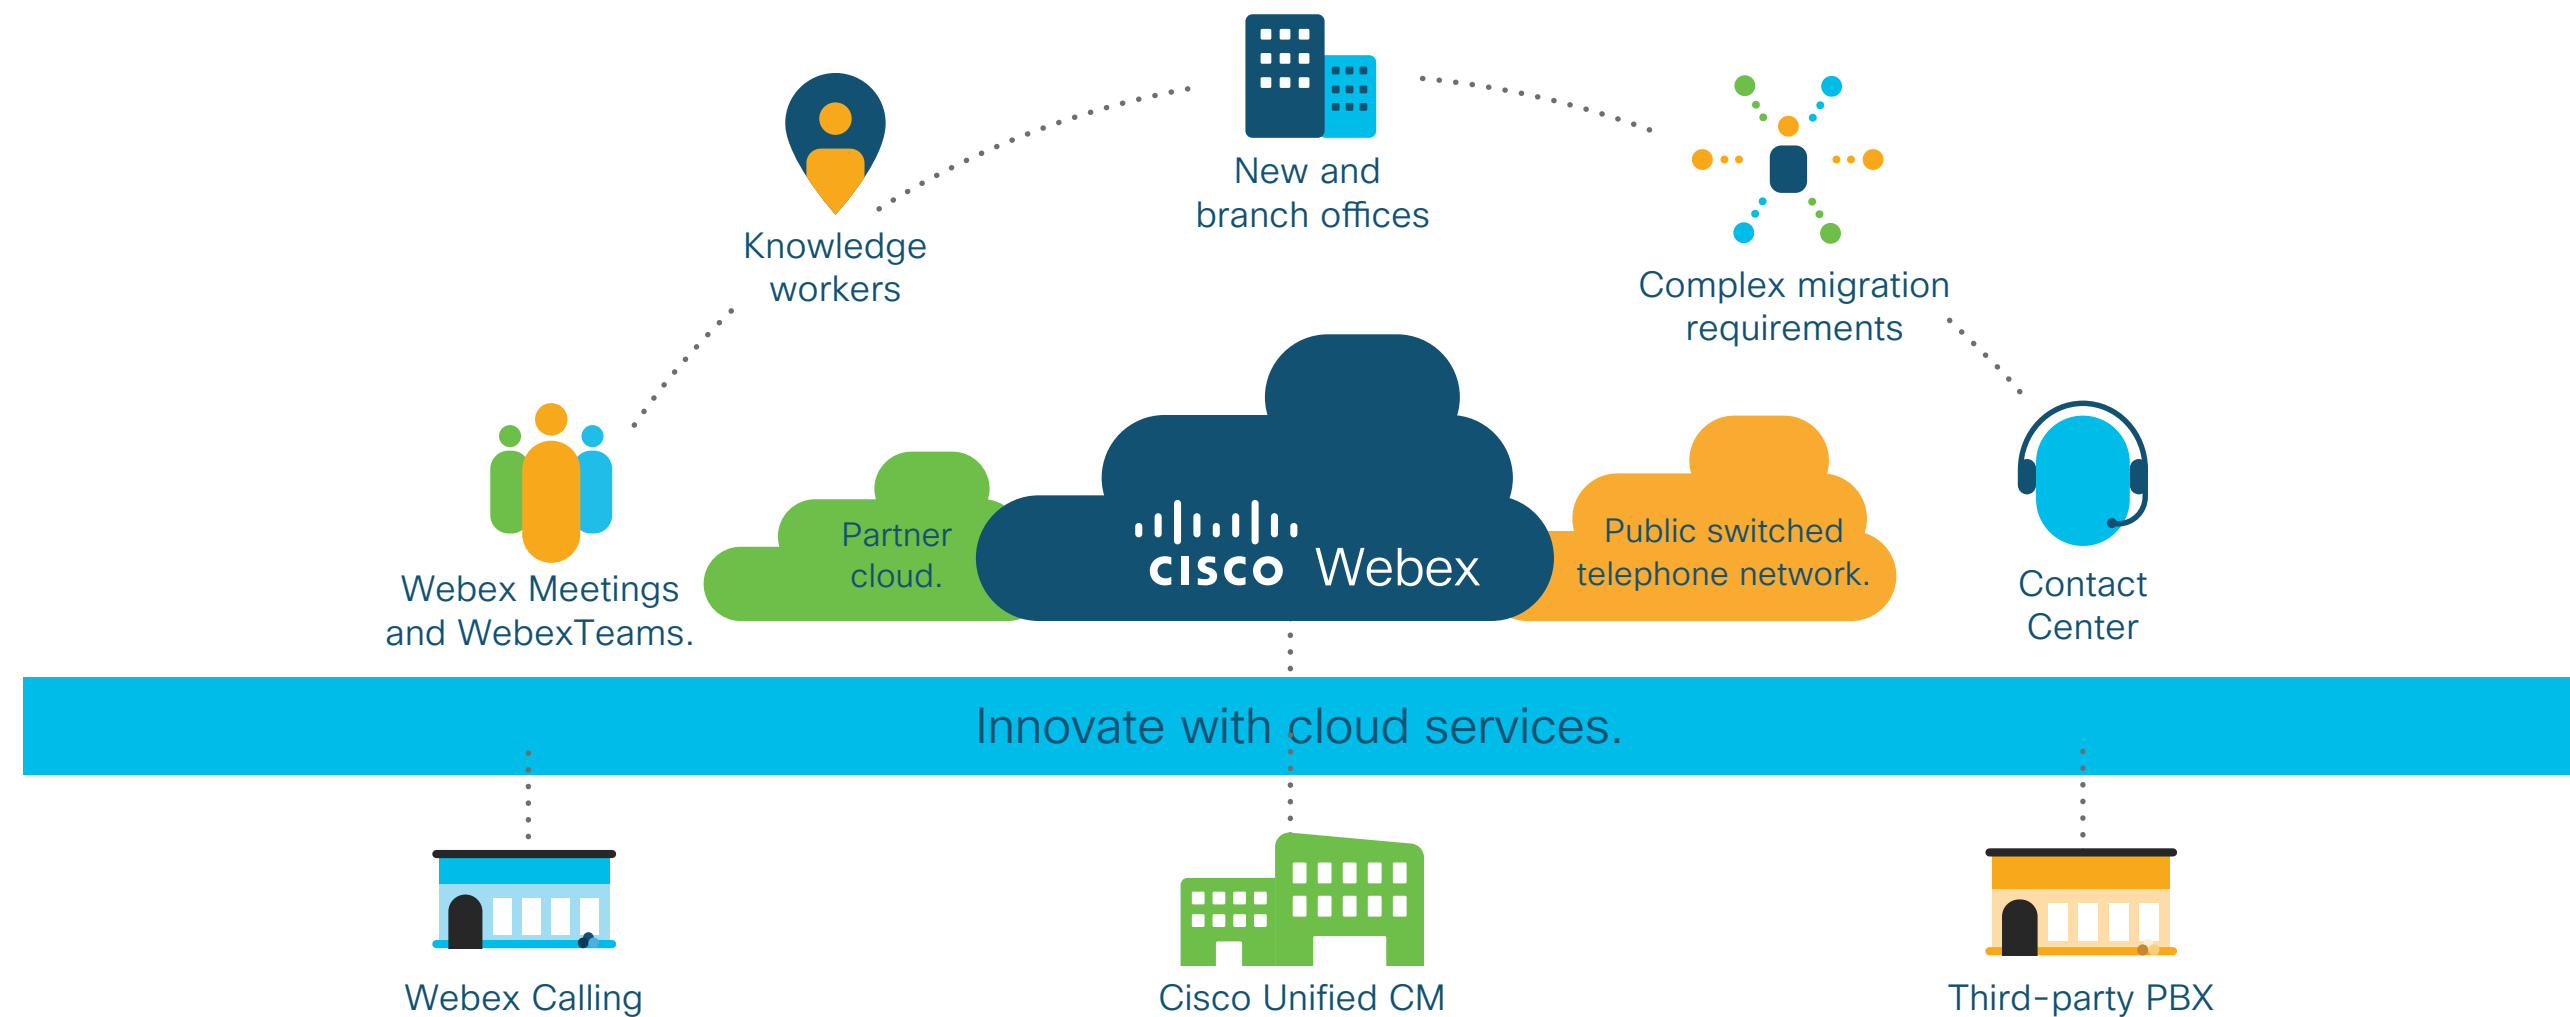 New and
branch offices
Knowledge
workers
Complex migration
requirements
Webex Meetings
and WebexTeams.
Partner
cloud.
CISCO Webex
Public switched
telephone network.
Contact
Center
Innovate with cloud services.
Webex Calling
Cisco Unified CM
Third-party PBX